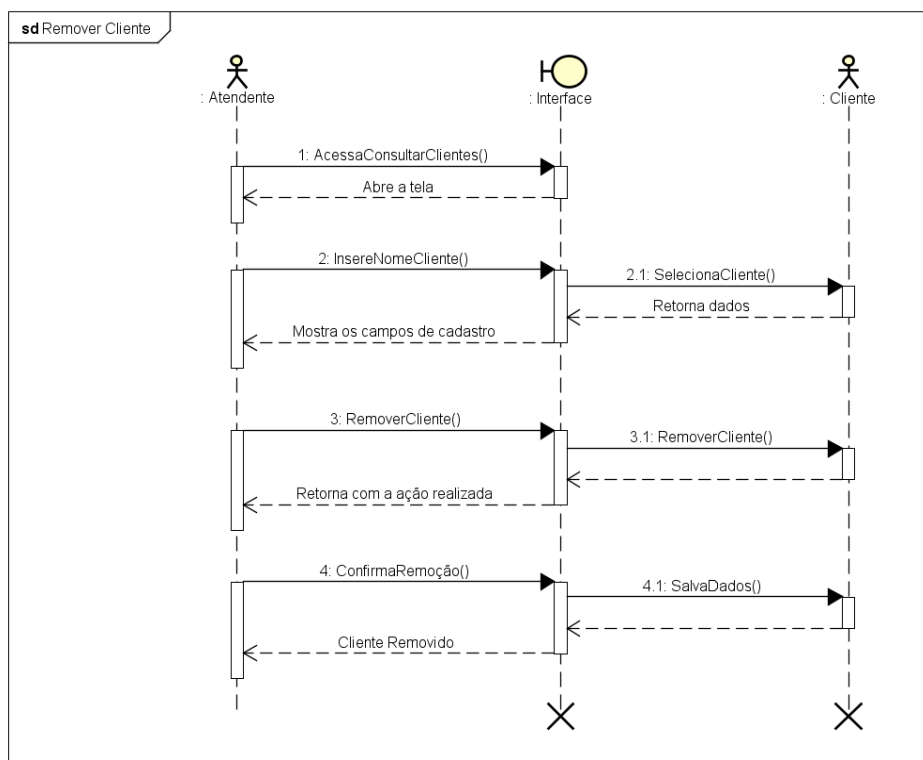 sd Remover Cliente
: Atendente
: Interface
: Cliente
1: AcessaConsultarClientes()
Abre a tela
2: InsereNomeCliente()
2.1: SelecionaCliente()
Retorna dados
Mostra os campos de cadastro
3: RemoverCliente()
3.1: RemoverCliente()
Retorna com a ação realizada
4: ConfirmaRemoção()
4.1: SalvaDados()
Cliente Removido